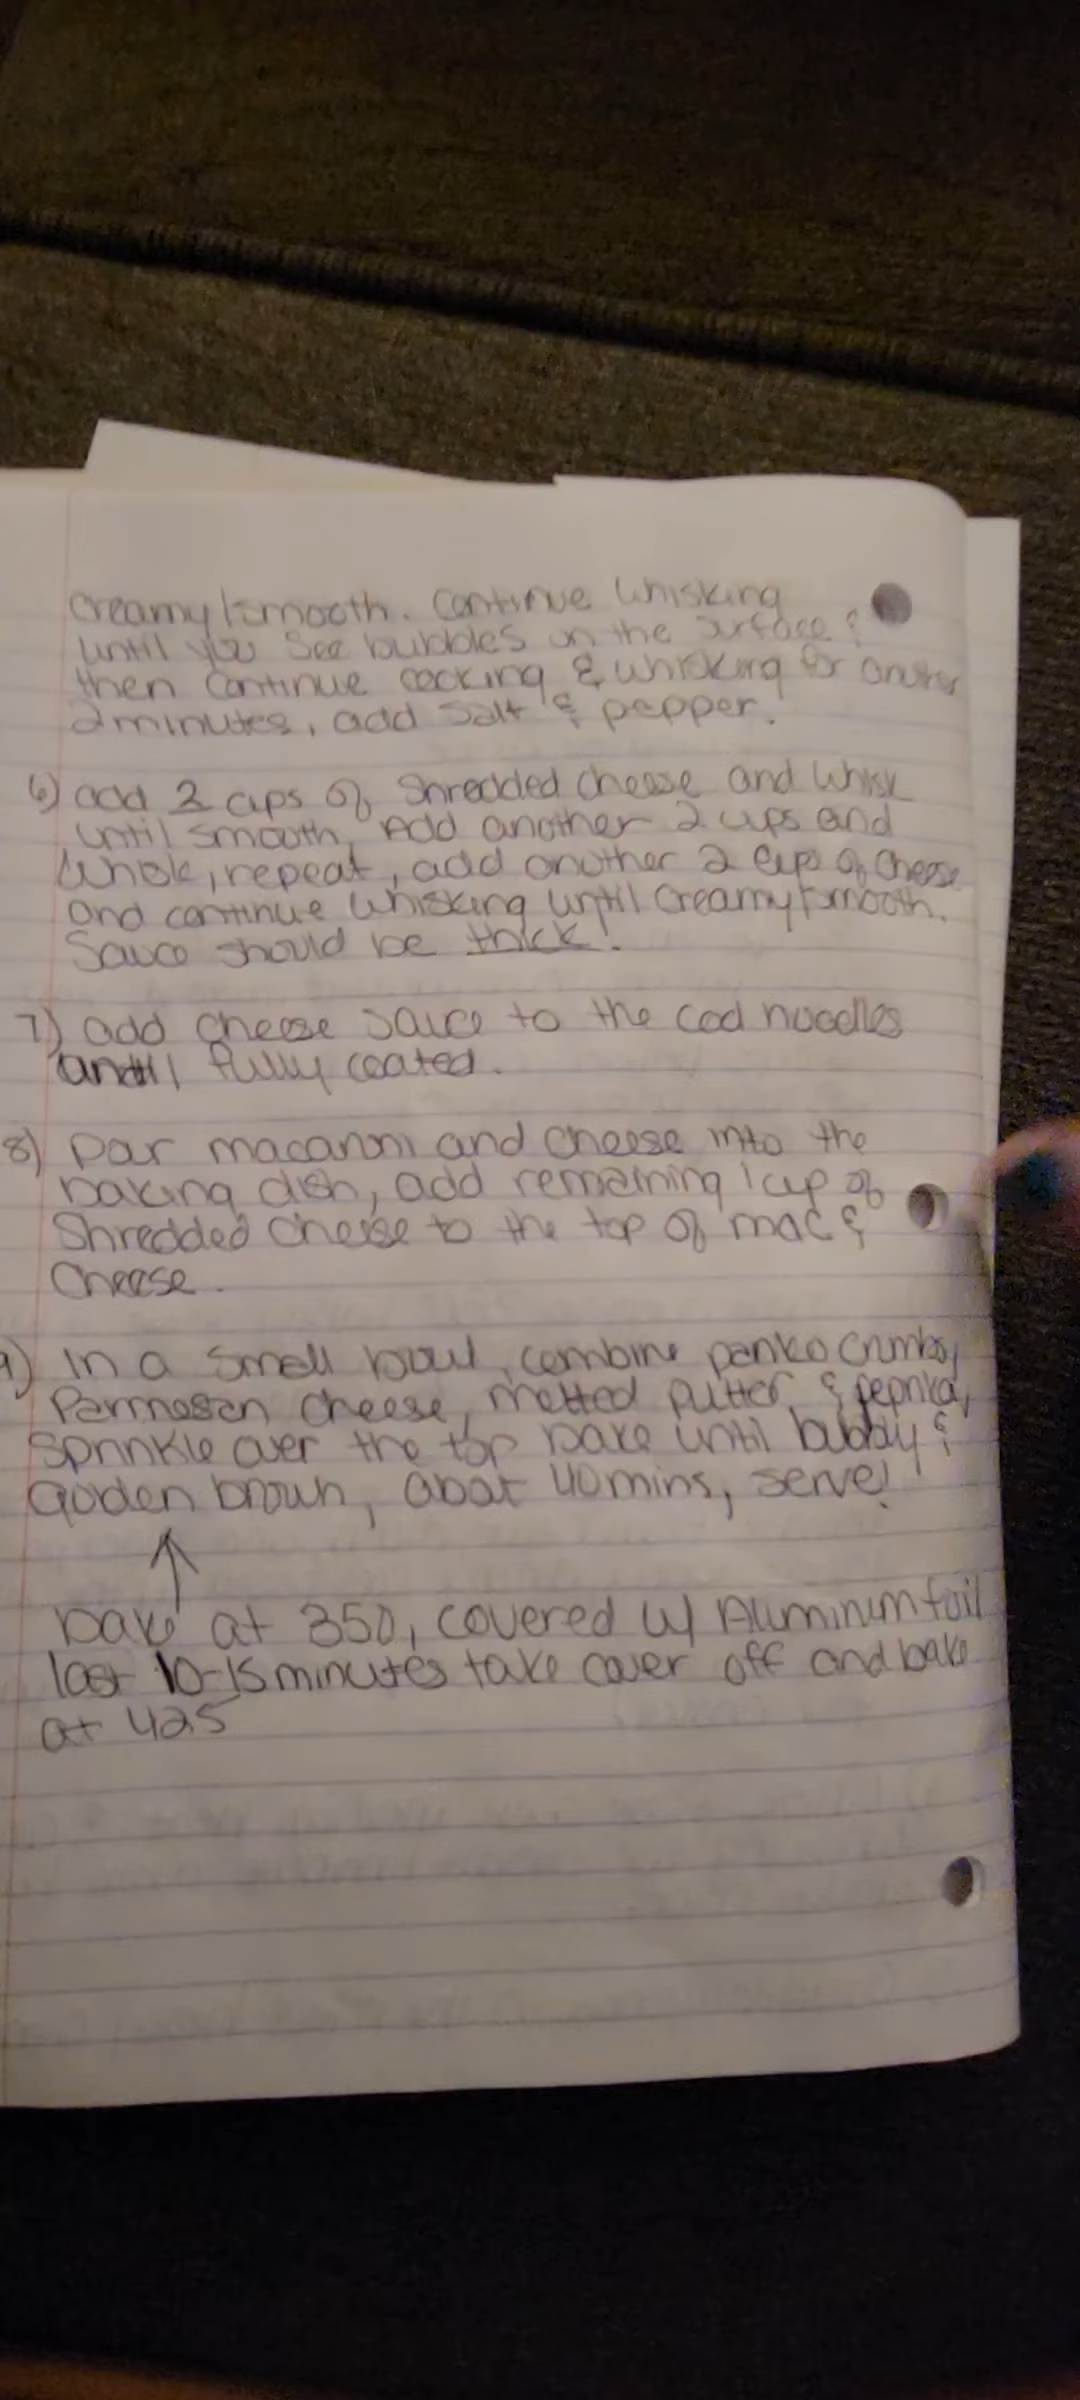 creamy/smooth. Continue whisking
until you see bubbles on the surface &
then continue cooking & whisking for another
2 minutes, add salt & pepper.
6) add 2 cups of shredded cheese and whisk
until smooth, Add another 2 cups and
whisk, repeat, add another 2 cups of cheese
and continue whisking until creamy/smooth.
Sauce should be thick!
7) add cheese sauce to the cool noodles
until fully coated.
8) pour macaroni and cheese into the
baking dish, add remaining 1 cup of
shredded cheese to the top of mac &
cheese.
9) In a small bowl, combine panko crumbs,
Parmesan cheese, melted butter, & paprika,
sprinkle over the top bake until bubbly &
golden brown, about 40 mins, serve!
↑
bake at 350, covered w/ Aluminum foil
last 10-15 minutes take cover off and bake
at 425